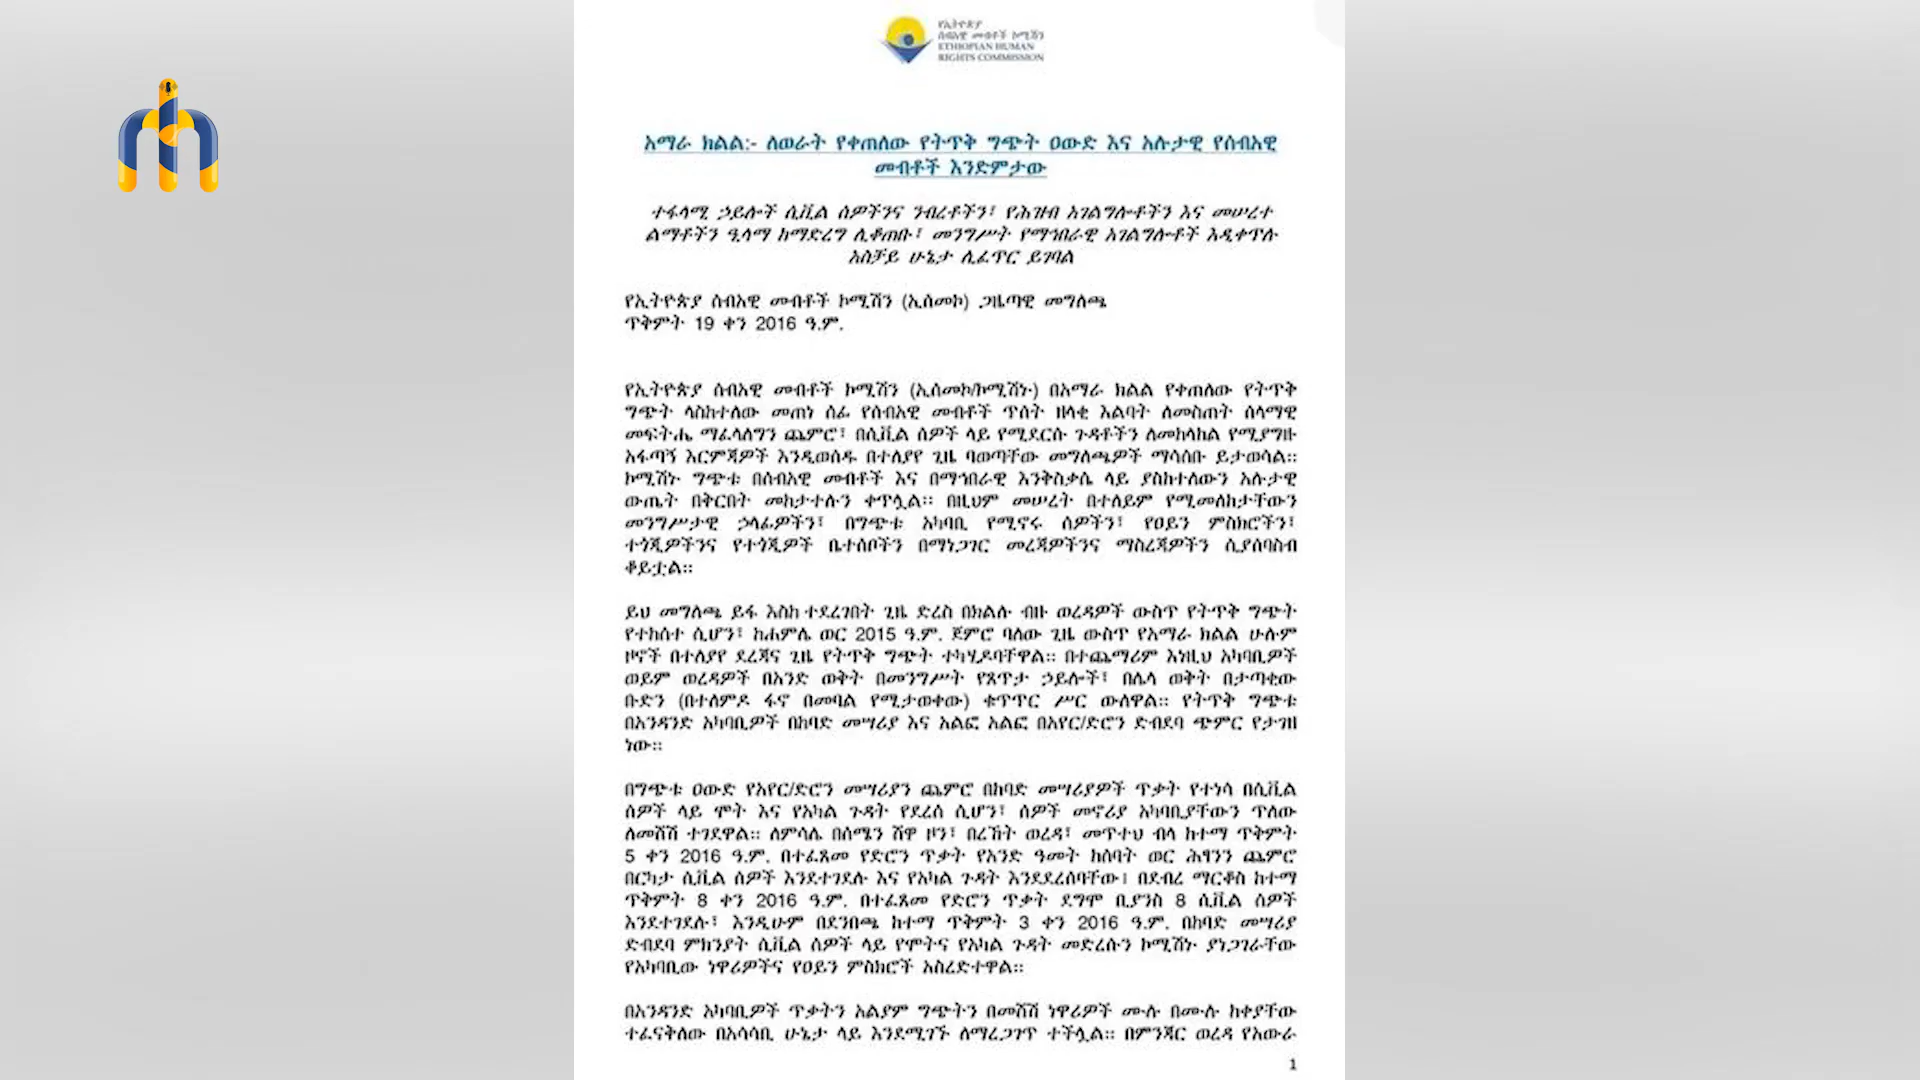 የኢትዮጵያ
ሰብአዊ መብቶች ኮሚሽን
ETHIOPIAN HUMAN
RIGHTS COMMISSION
አማራ ክልል:- ለወራት የቀጠለው የትጥቅ ግጭት ዐውድ እና አሉታዊ የሰብአዊ
መብቶች እንድምታው
ተፋላሚ ኃይሎች ሲቪል ሰዎችንና ንብረቶችን፣ የሕዝብ አገልግሎቶችን እና መሠረተ
ልማቶችን ዒላማ ከማድረግ ሊቆጠቡ፣ መንግሥት የማኅበራዊ አገልግሎቶች እዲቀጥሉ
አስቻይ ሁኔታ ሊፈጥር ይገባል
የኢትዮጵያ ሰብአዊ መብቶች ኮሚሽን (ኢሰመኮ) ጋዜጣዊ መግለጫ
ጥቅምት 19 ቀን 2016 ዓ.ም.
የኢትዮጵያ ሰብአዊ መብቶች ኮሚሽን (ኢሰመኮ/ኮሚሽኑ) በአማራ ክልል የቀጠለው የትጥቅ
ግጭት ላስከተለው መጠነ ሰፊ የሰብአዊ መብቶች ጥሰት ዘላቂ እልባት ለመስጠት ሰላማዊ
መፍትሔ ማፈላለግን ጨምሮ፣ በሲቪል ሰዎች ላይ የሚደርሱ ጉዳቶችን ለመከላከል የሚያግዙ
አፋጣኝ እርምጃዎች እንዲወሰዱ በተለያየ ጊዜ ባወጣቸው መግለጫዎች ማሳሰቡ ይታወሳል።
ኮሚሽኑ ግጭቱ በሰብአዊ መብቶች እና በማኅበራዊ እንቅስቃሴ ላይ ያስከተለውን አሉታዊ
ውጤት በቅርበት መከታተሉን ቀጥሏል። በዚህም መሠረት በተለይም የሚመለከታቸውን
መንግሥታዊ ኃላፊዎችን፣ በግጭቱ አካባቢ የሚኖሩ ሰዎችን፣ የዐይን ምስክሮችን፣
ተጎጂዎችንና የተጎጂዎች ቤተሰቦችን በማነጋገር መረጃዎችንና ማስረጃዎችን ሲያሰባስብ
ቆይቷል።
ይህ መግለጫ ይፋ እስከ ተደረገበት ጊዜ ድረስ በክልሉ ብዙ ወረዳዎች ውስጥ የትጥቅ ግጭት
የተከሰተ ሲሆን፣ ከሐምሌ ወር 2015 ዓ.ም. ጀምሮ ባለው ጊዜ ውስጥ የአማራ ክልል ሁሉም
ዞኖች በተለያየ ደረጃና ጊዜ የትጥቅ ግጭት ተካሂዶባቸዋል። በተጨማሪም እነዚህ አካባቢዎች
ወይም ወረዳዎች በአንድ ወቅት በመንግሥት የጸጥታ ኃይሎች፣ በሌላ ወቅት በታጣቂው
ቡድን (በተለምዶ ፋኖ በመባል የሚታወቀው) ቁጥጥር ሥር ውለዋል። የትጥቅ ግጭቱ
በአንዳንድ አካባቢዎች በከባድ መሣሪያ እና አልፎ አልፎ በአየር/ድሮን ድብደባ ጭምር የታገዘ
ነው።
በግጭቱ ዐውድ የአየር/ድሮን መሣሪያን ጨምሮ በከባድ መሣሪያዎች ጥቃት የተነሳ በሲቪል
ሰዎች ላይ ሞት እና የአካል ጉዳት የደረሰ ሲሆን፣ ሰዎች መኖሪያ አካባቢያቸውን ጥለው
ለመሸሽ ተገደዋል። ለምሳሌ በሰሜን ሸዋ ዞን፣ በረኸት ወረዳ፣ መጥተህ ብላ ከተማ ጥቅምት
5 ቀን 2016 ዓ.ም. በተፈጸመ የድሮን ጥቃት የአንድ ዓመት ከሰባት ወር ሕፃንን ጨምሮ
በርካታ ሲቪል ሰዎች እንደተገደሉ እና የአካል ጉዳት እንደደረሰባቸው፤ በደብረ ማርቆስ ከተማ
ጥቅምት 8 ቀን 2016 ዓ.ም. በተፈጸመ የድሮን ጥቃት ደግሞ ቢያንስ 8 ሲቪል ሰዎች
እንደተገደሉ፣ እንዲሁም በደንበጫ ከተማ ጥቅምት 3 ቀን 2016 ዓ.ም. በከባድ መሣሪያ
ድብደባ ምክንያት ሲቪል ሰዎች ላይ የሞትና የአካል ጉዳት መድረሱን ኮሚሽኑ ያነጋገራቸው
የአካባቢው ነዋሪዎችና የዐይን ምስክሮች አስረድተዋል።
በአንዳንድ አካባቢዎች ጥቃትን አልያም ግጭትን በመሸሽ ነዋሪዎች ሙሉ በሙሉ ከቀያቸው
ተፈናቅለው በአሳሳቢ ሁኔታ ላይ እንደሚገኙ ለማረጋገጥ ተችሏል። በምንጃር ወረዳ የአውራ
1